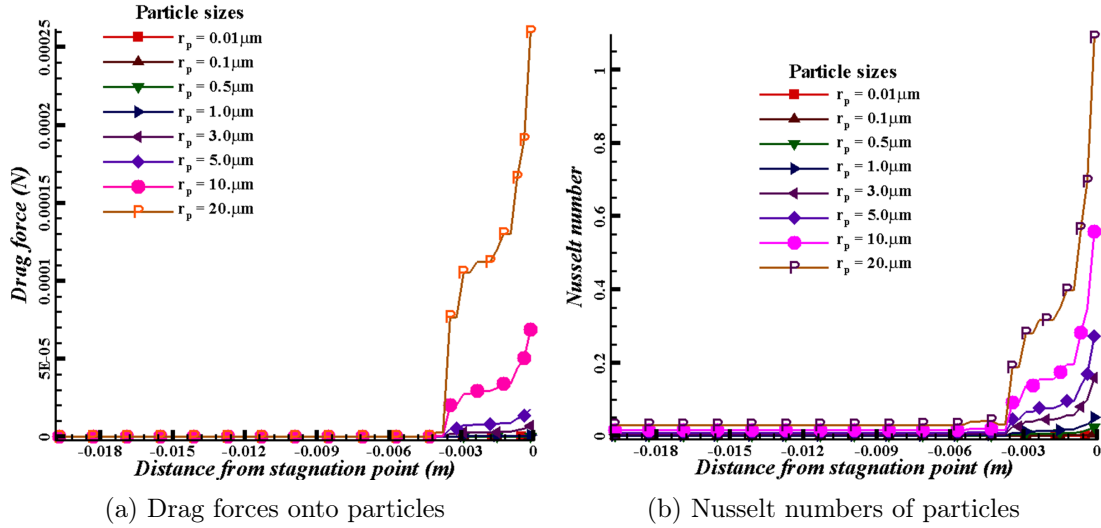 Particle sizes
r_p = 0.01μm
r_p = 0.1μm
r_p = 0.5μm
r_p = 1.0μm
r_p = 3.0μm
r_p = 5.0μm
r_p = 10.μm
r_p = 20.μm
Drag force (N)
0.00025
0.0002
0.00015
0.0001
5E-05
0
-0.018 -0.015 -0.012 -0.009 -0.006 -0.003 0
Distance from stagnation point (m)
(a) Drag forces onto particles
Particle sizes
r_p = 0.01μm
r_p = 0.1μm
r_p = 0.5μm
r_p = 1.0μm
r_p = 3.0μm
r_p = 5.0μm
r_p = 10.μm
r_p = 20.μm
Nusselt number
1
0.8
0.6
0.4
0.2
0
-0.018 -0.015 -0.012 -0.009 -0.006 -0.003 0
Distance from stagnation point (m)
(b) Nusselt numbers of particles